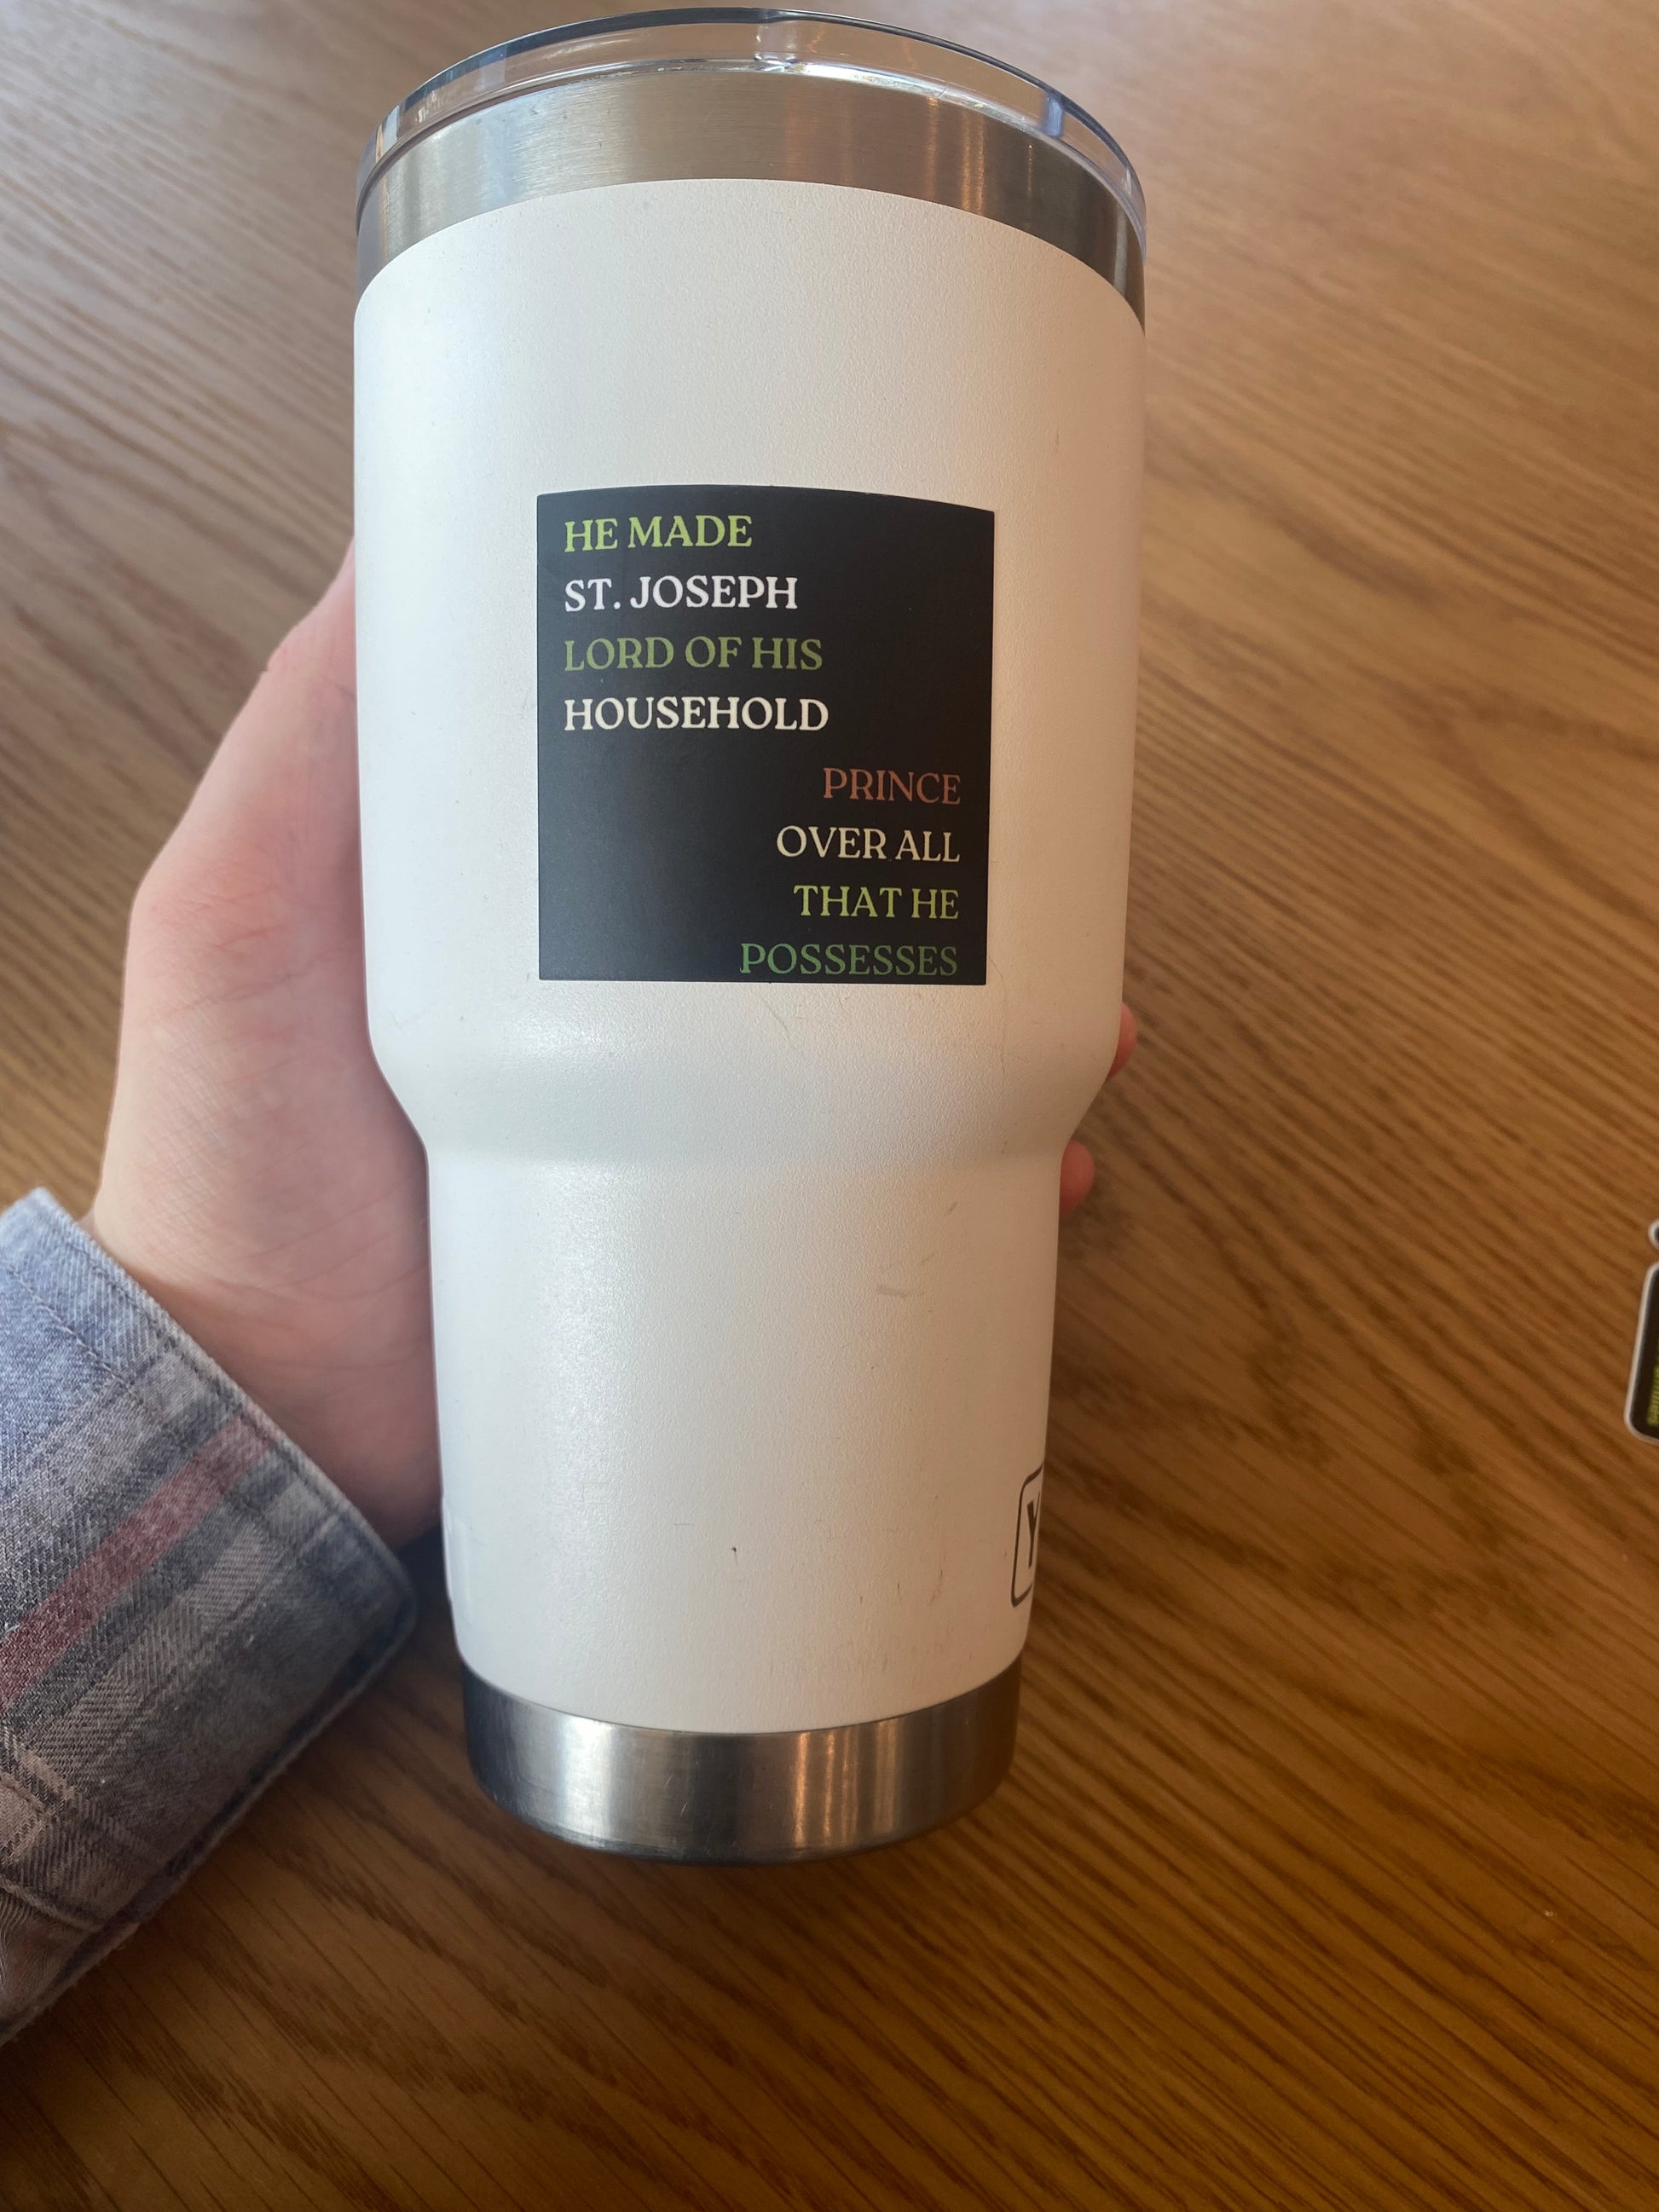 HE MADE
ST. JOSEPH
LORD OF HIS
HOUSEHOLD
PRINCE
OVER ALL
THAT HE
POSSESSES
Y